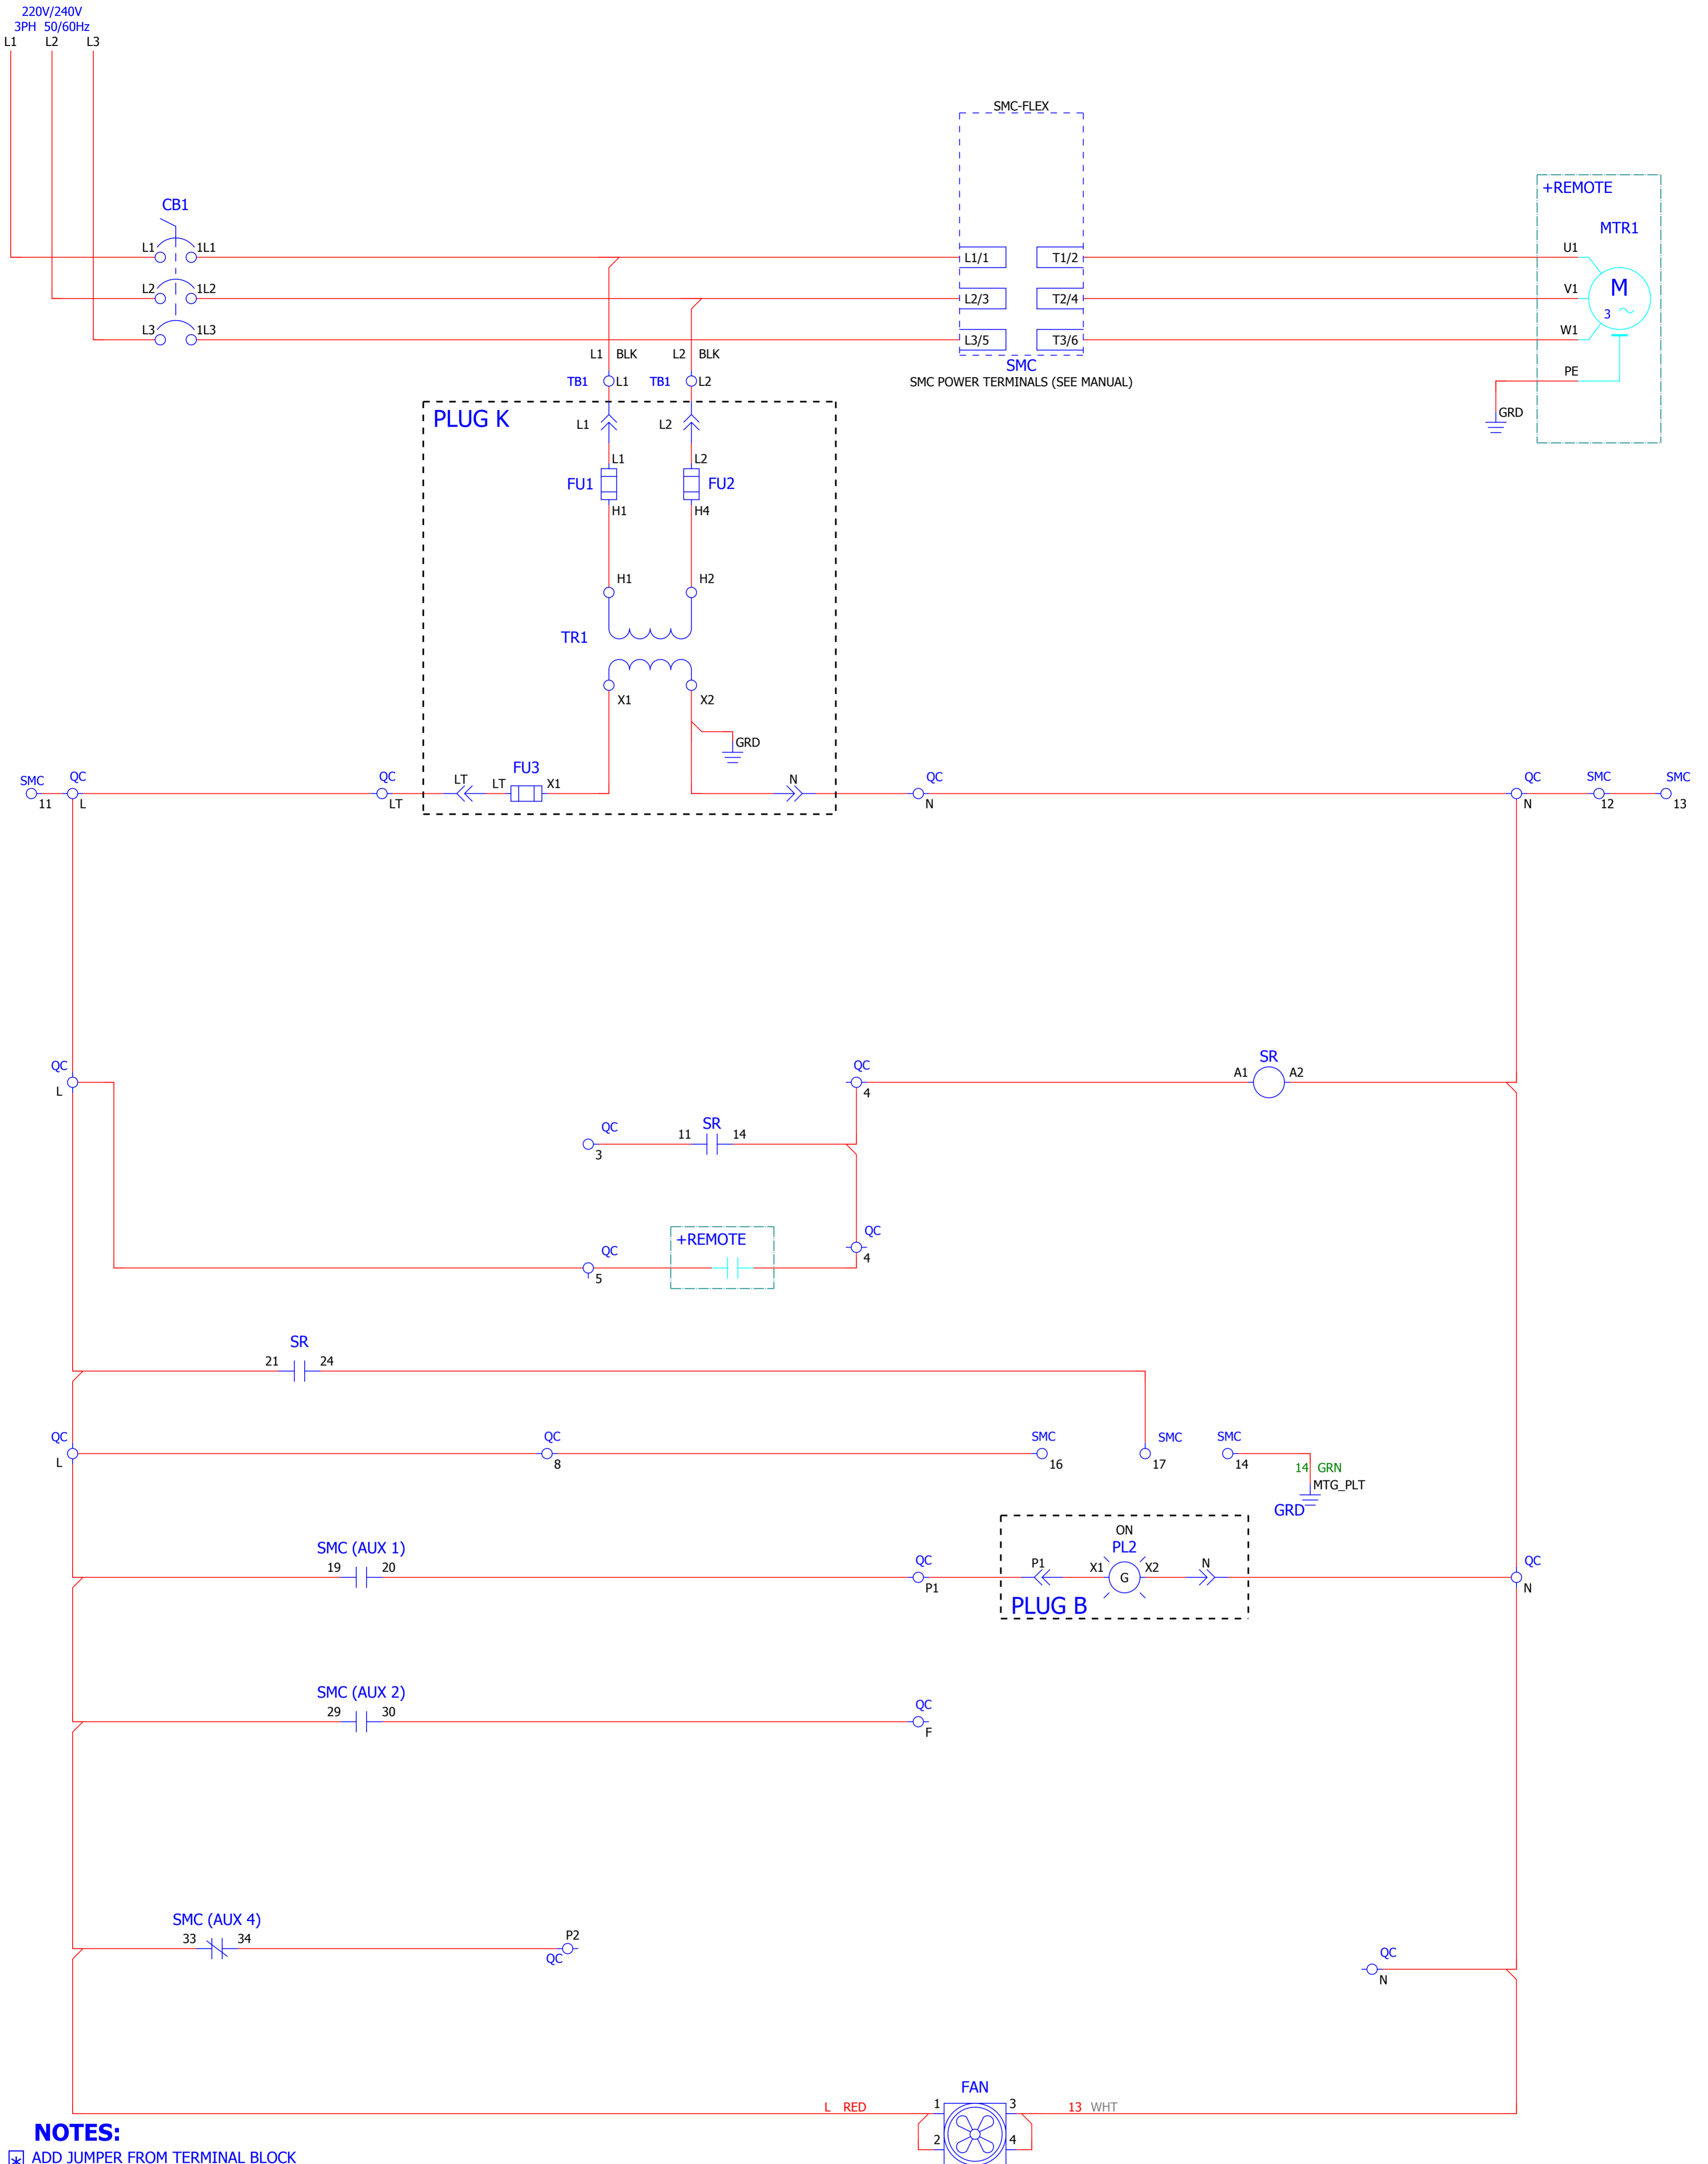 220V/240V
3PH 50/60Hz
L1 L2 L3
SMC-FLEX
+REMOTE
CB1
MTR1
L1 1L1 L1/1 T1/2 U1
L2 1L2 L2/3 T2/4 V1 M
3
L3 1L3 L3/5 T3/6 W1
L1 BLK L2 BLK
SMC
SMC POWER TERMINALS (SEE MANUAL)
PE
TB1 L1 TB1 L2
GRD
PLUG K
L1 L2
L1 L2
FU1 FU2
H1 H4
H1 H2
TR1
X1 X2
GRD
SMC QC QC LT LT FU3 X1 N QC QC SMC SMC
11 L LT N N 12 13
QC QC SR
L 4 A1 A2
QC 11 SR 14
3
+REMOTE QC
QC 4
5
SR
21 24
QC QC SMC SMC SMC
L 8 16 17 14
14 GRN
MTG_PLT
GRD
ON
SMC (AUX 1) PL2
19 20 QC P1 X1 G X2 N QC
P1 N
PLUG B
SMC (AUX 2)
29 30 QC
F
SMC (AUX 4)
33 34 P2
QC QC
N
FAN
L RED 1 3 13 WHT
2 4
NOTES:
* ADD JUMPER FROM TERMINAL BLOCK